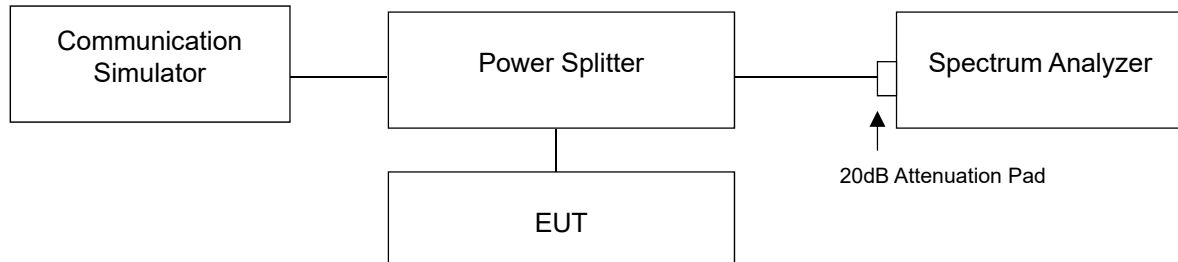 Communication
Simulator
Power Splitter
Spectrum Analyzer
20dB Attenuation Pad
EUT